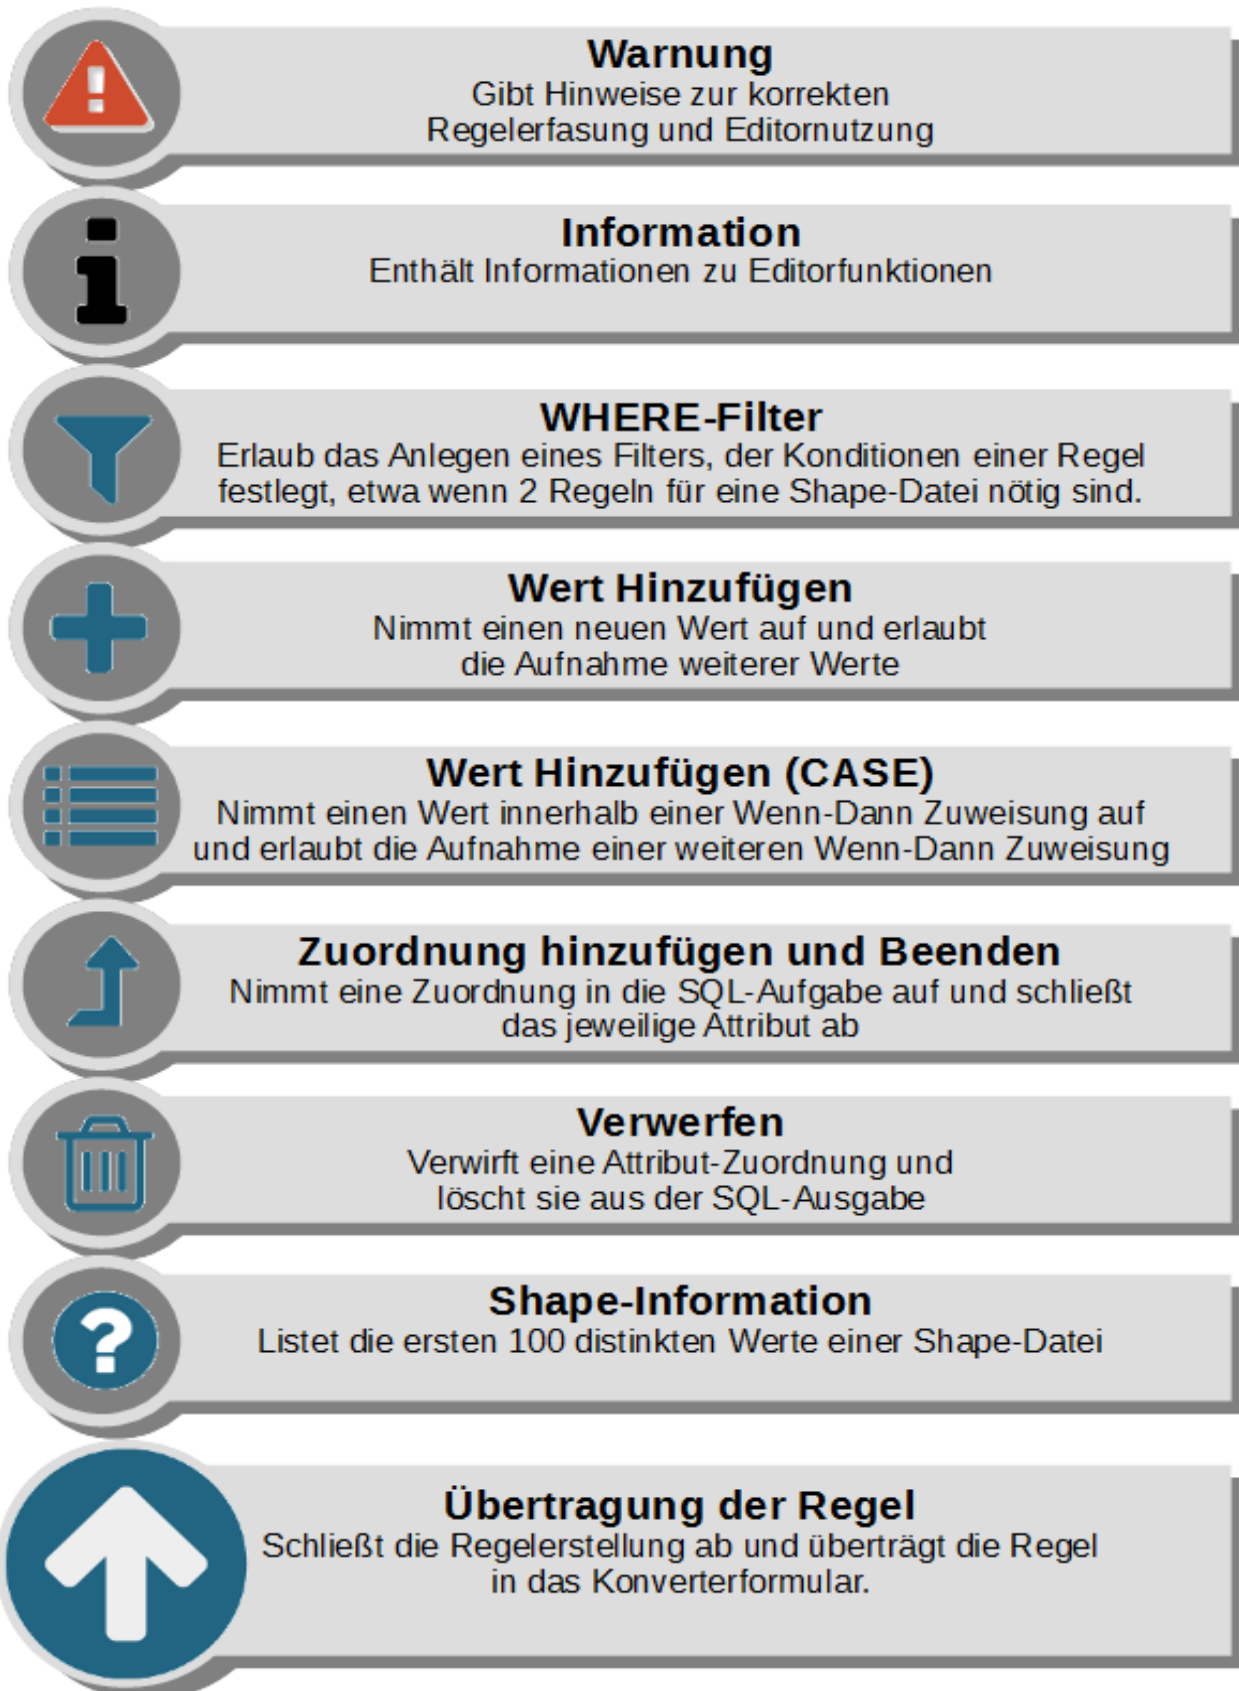 Warnung
Gibt Hinweise zur korrekten
Regelerfasung und Editornutzung
Information
Enthält Informationen zu Editorfunktionen
WHERE-Filter
Erlaub das Anlegen eines Filters, der Konditionen einer Regel
festlegt, etwa wenn 2 Regeln für eine Shape-Datei nötig sind.
Wert Hinzufügen
Nimmt einen neuen Wert auf und erlaubt
die Aufnahme weiterer Werte
Wert Hinzufügen (CASE)
Nimmt einen Wert innerhalb einer Wenn-Dann Zuweisung auf
und erlaubt die Aufnahme einer weiteren Wenn-Dann Zuweisung
Zuordnung hinzufügen und Beenden
Nimmt eine Zuordnung in die SQL-Aufgabe auf und schließt
das jeweilige Attribut ab
Verwerfen
Verwirft eine Attribut-Zuordnung und
löscht sie aus der SQL-Ausgabe
Shape-Information
Listet die ersten 100 distinkten Werte einer Shape-Datei
Übertragung der Regel
Schließt die Regelerstellung ab und überträgt die Regel
in das Konverterformular.